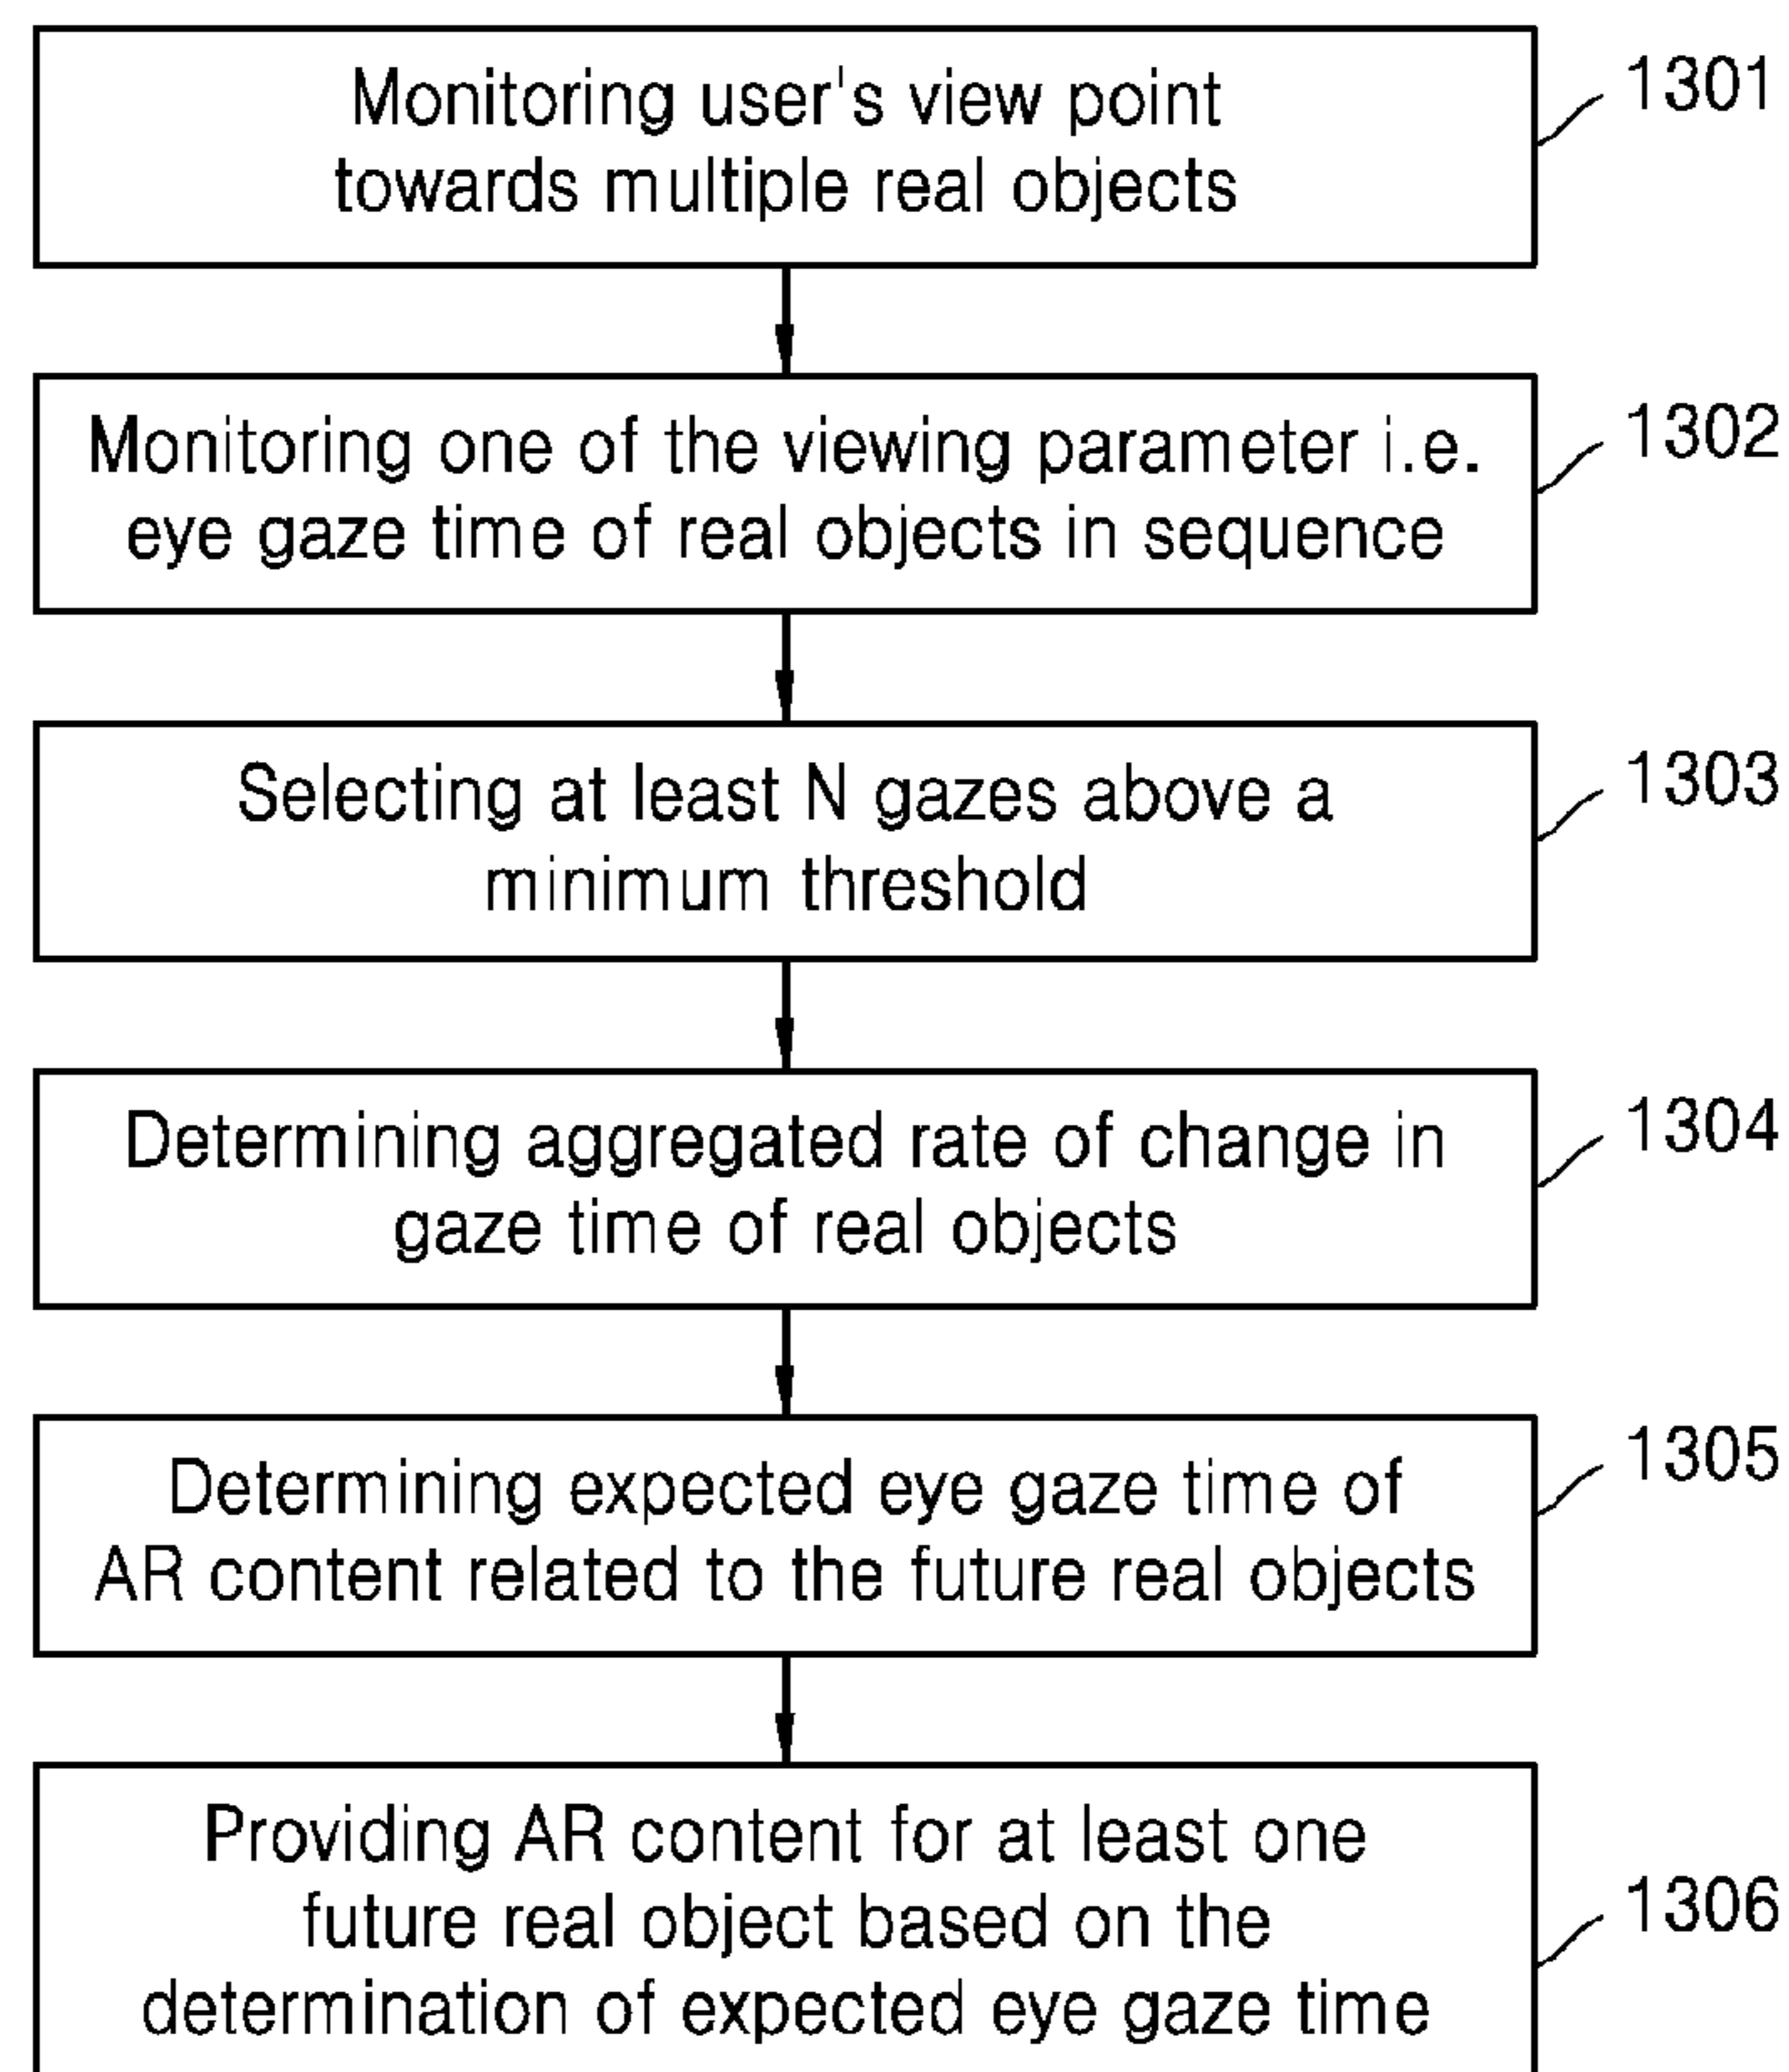 Monitoring user's view point
towards multiple real objects
1301
Monitoring one of the viewing parameter i.e.
eye gaze time of real objects in sequence
1302
Selecting at least N gazes above a
minimum threshold
1303
Determining aggregated rate of change in
gaze time of real objects
1304
Determining expected eye gaze time of
AR content related to the future real objects
1305
Providing AR content for at least one
future real object based on the
determination of expected eye gaze time
1306